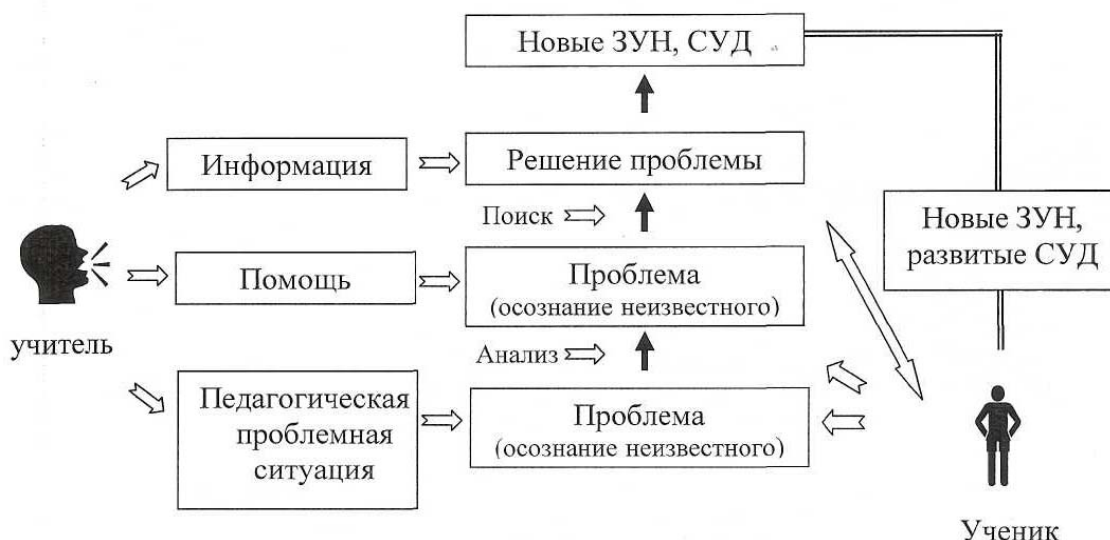 Новые ЗУН, СУД
Информация
Решение проблемы
Поиск
Новые ЗУН,
развитые СУД
Помощь
Проблема
(осознание неизвестного)
учитель
Анализ
Педагогическая
проблемная
ситуация
Проблема
(осознание неизвестного)
Ученик